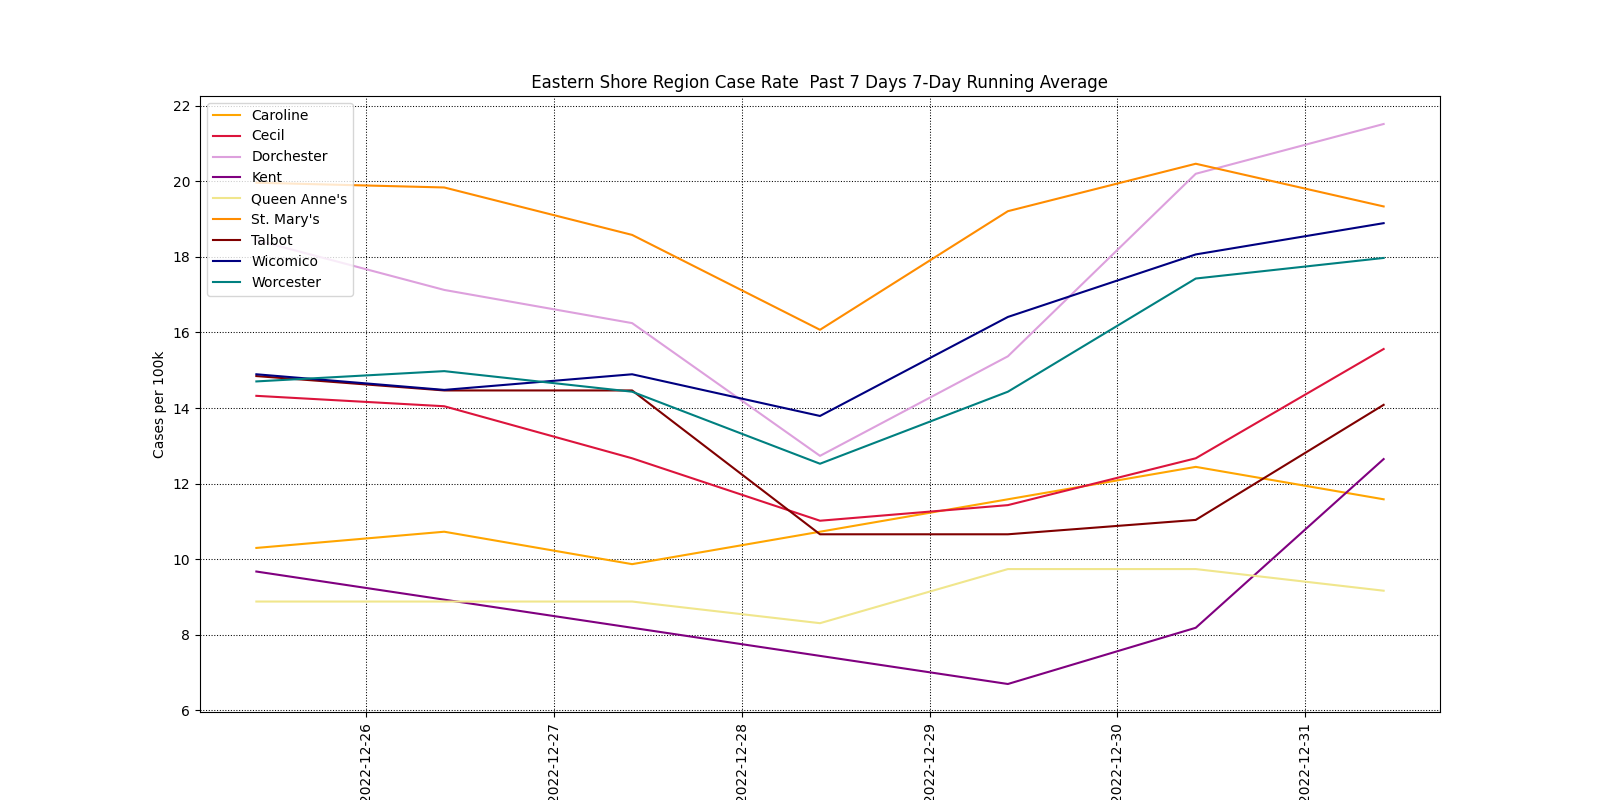 Eastern Shore Region Case Rate  Past 7 Days 7-Day Running Average
22
20
18
16
14
12
10
8
6
Cases per 100k
Caroline
Cecil
Dorchester
Kent
Queen Anne's
St. Mary's
Talbot
Wicomico
Worcester
2022-12-26
2022-12-27
2022-12-28
2022-12-29
2022-12-30
2022-12-31